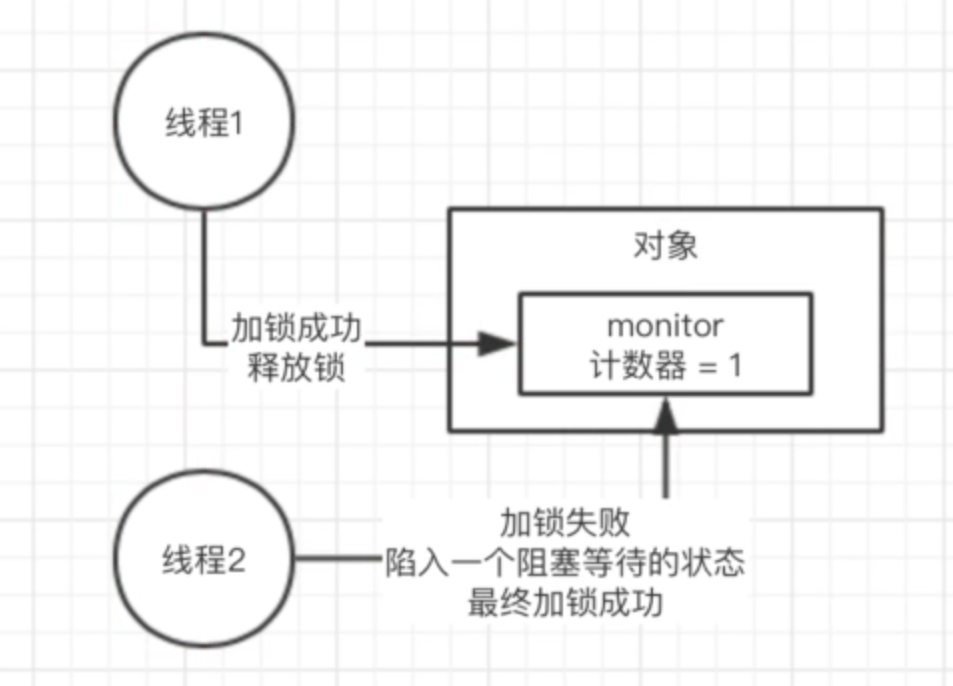 线程1
对象
加锁成功
释放锁
monitor
计数器 = 1
加锁失败
线程2
陷入一个阻塞等待的状态
最终加锁成功